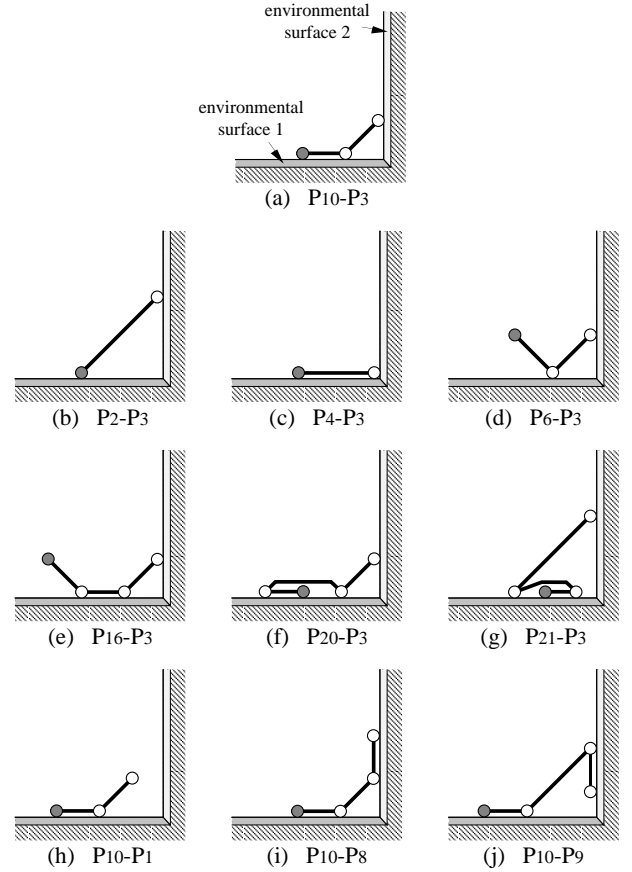 environmental
surface 2
environmental
surface 1
(a) P10-P3
(b) P2-P3
(c) P4-P3
(d) P6-P3
(e) P16-P3
(f) P20-P3
(g) P21-P3
(h) P10-P1
(i) P10-P8
(j) P10-P9